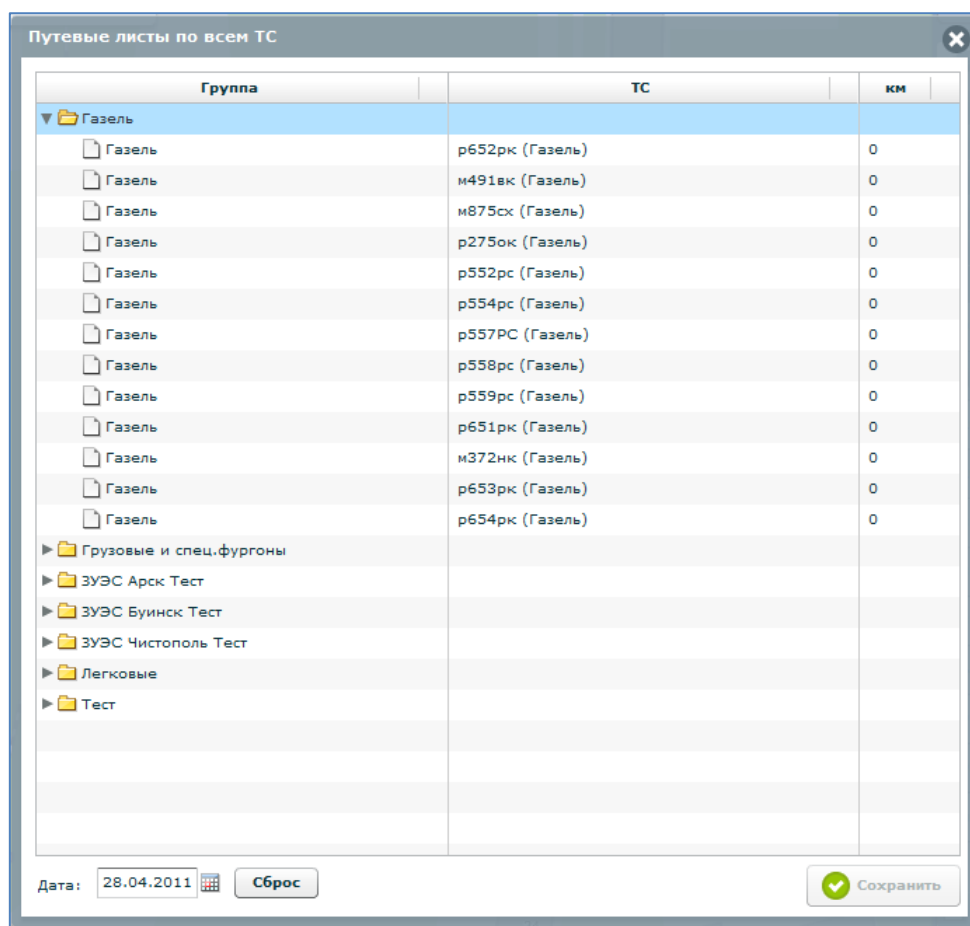 Путевые листы по всем ТС
Группа ТС км
Газель
Газель р652рк (Газель) 0
Газель м491вк (Газель) 0
Газель м875сх (Газель) 0
Газель р275ок (Газель) 0
Газель р552рс (Газель) 0
Газель р554рс (Газель) 0
Газель р557РС (Газель) 0
Газель р558рс (Газель) 0
Газель р559рс (Газель) 0
Газель р651рк (Газель) 0
Газель м372нк (Газель) 0
Газель р653рк (Газель) 0
Газель р654рк (Газель) 0
Грузовые и спец.фургоны
ЗУЭС Арск Тест
ЗУЭС Буинск Тест
ЗУЭС Чистополь Тест
Легковые
Тест
Дата: 28.04.2011 Сброс Сохранить